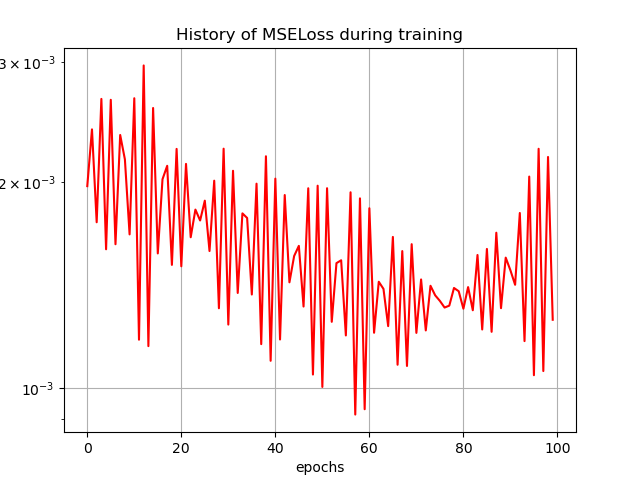 History of MSELoss during training
3 × 10⁻³
2 × 10⁻³
10⁻³
0 20 40 60 80 100
epochs